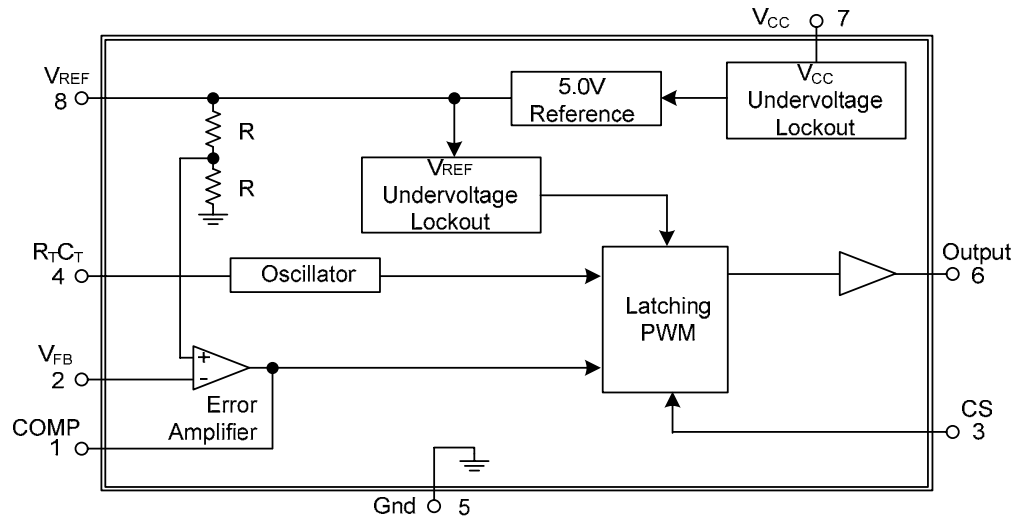 VCC 7
VREF
8
5.0V
Reference
VCC
Undervoltage
Lockout
R
R
VREF
Undervoltage
Lockout
RTCT
4
Oscillator
Latching
PWM
Output
6
VFB
2
+
-
Error
Amplifier
COMP
1
CS
3
Gnd 5